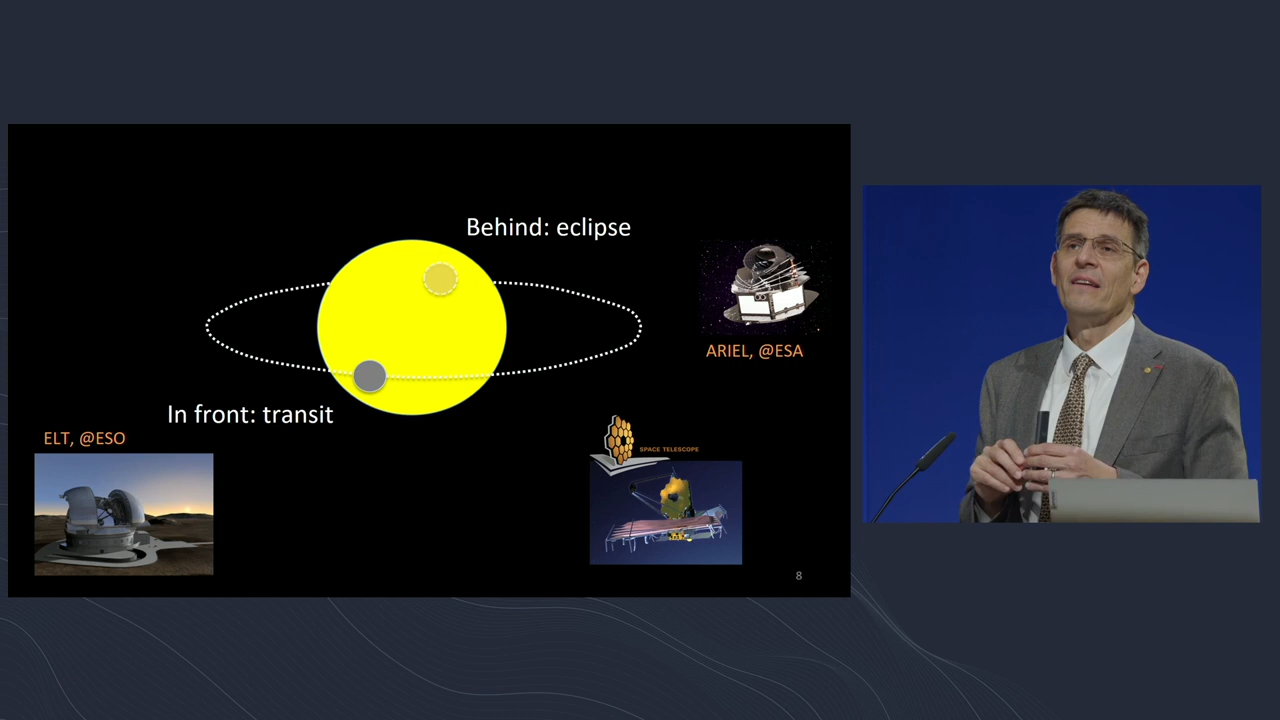 Behind: eclipse
ARIEL, @ESA
In front: transit
ELT, @ESO
SPACE TELESCOPE
8